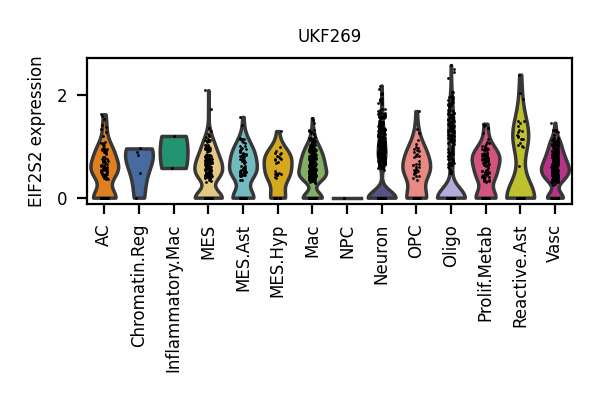 UKF269
EIF2S2 expression
2
0
AC
Chromatin.Reg
Inflammatory.Mac
MES
MES.Ast
MES.Hyp
Mac
NPC
Neuron
OPC
Oligo
Prolif.Metab
Reactive.Ast
Vasc